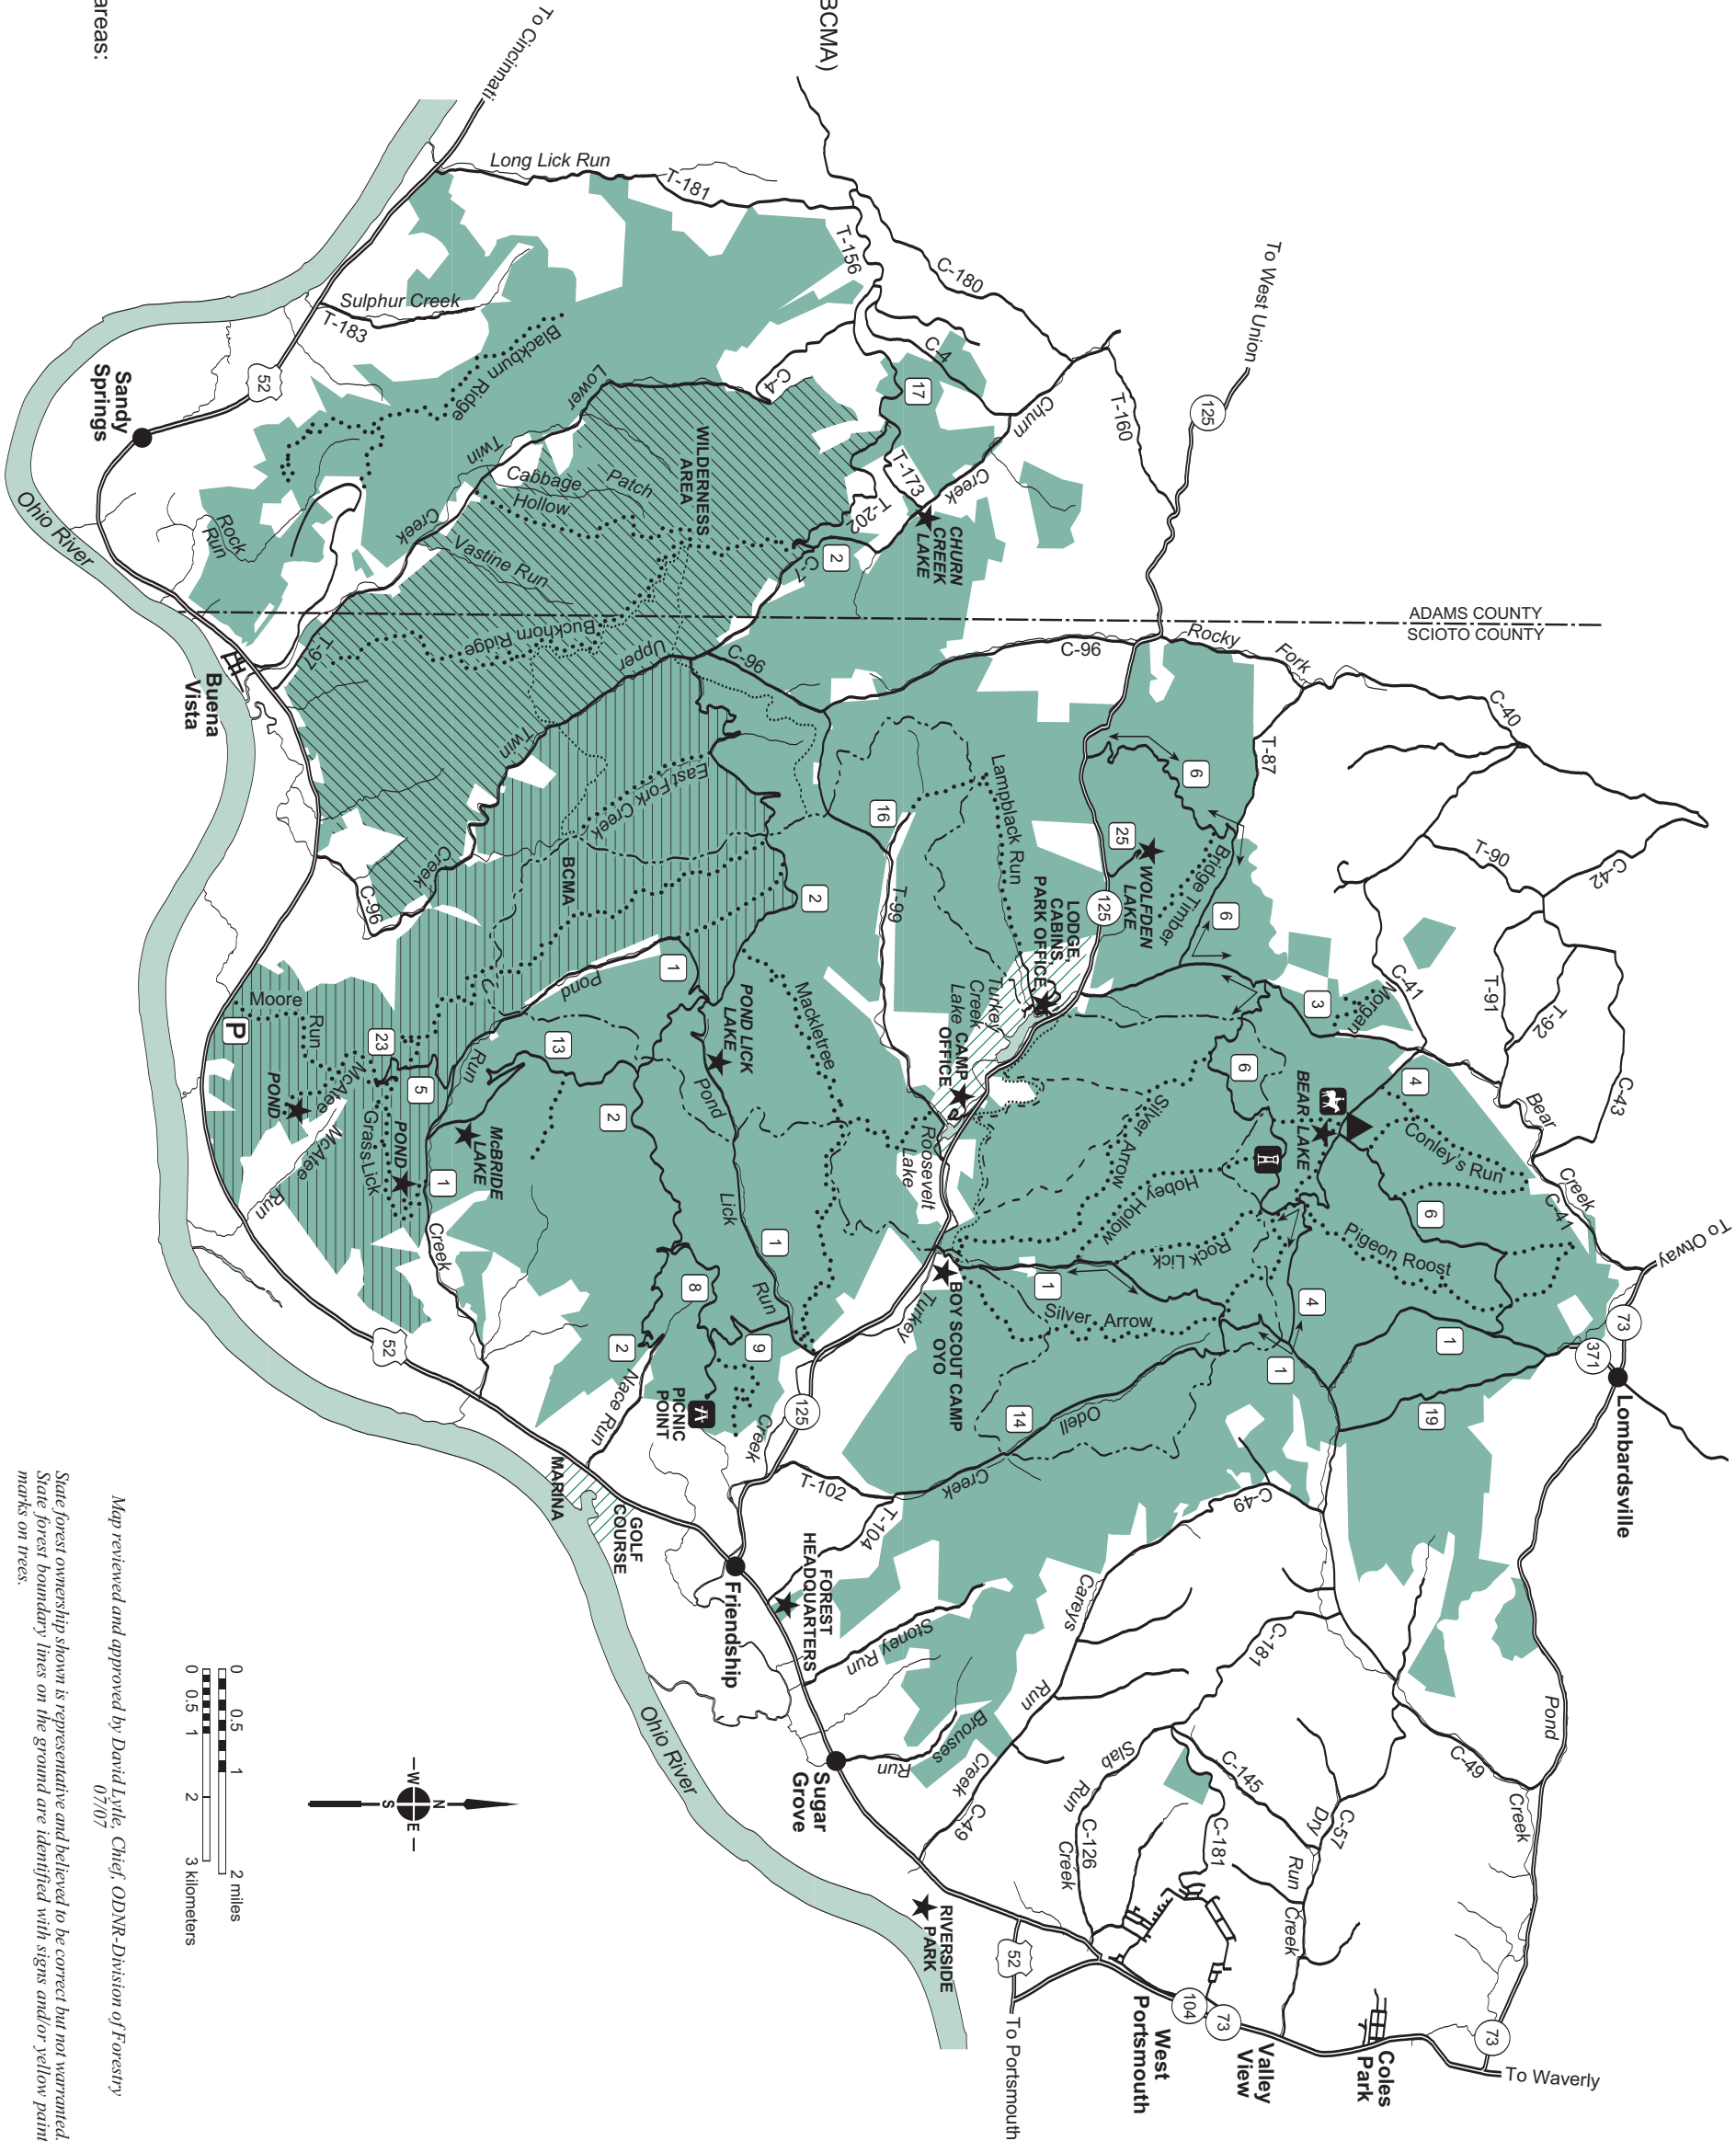 areas:
BCMA)
To Cincinnati
Long Lick Run
T-181
T-156
C-180
To West Union
125
Sulphur Creek
T-183
Blackburn Ridge
52
Sandy
Springs
Ohio River
Rock
Run
Lower
Twin
Creek
Cabbage Patch
Hollow
Vastine Run
WILDERNESS
AREA
C-4
C-4
17
T-173
T-202
Churn
Creek
T-160
CHURN
CREEK
LAKE
2
C-7
ADAMS COUNTY
SCIOTO COUNTY
Buckhorn Ridge
T-97
Buena
Vista
Upper
Twin
Creek
C-96
C-96
C-96
Rocky
Fork
C-40
T-87
6
Lampblack Run
16
East Fork Creek
BCMA
2
T-99
25
WOLFDEN
LAKE
Bridge Timber
6
125
LODGE,
CABINS,
PARK OFFICE
Turkey
Creek
Lake
CAMP
OFFICE
T-90
C-42
T-91
T-92
C-41
C-43
3
Morgan
Bear
Creek
C-41
To Otway
Moore
Run
P
23
5
McAtee
McAtee
Run
POND
Grass Lick
POND
1
Pond
Run
13
POND LICK
LAKE
Mackletree
Pond
Lick
Run
McBRIDE
LAKE
1
Creek
2
1
Roosevelt
Lake
Silver Arrow
Hobey
Hollow
Rock Lick
6
BEAR LAKE
4
Conley's Run
6
Pigeon Roost
4
1
73
371
Lombardsville
19
1
1
Silver Arrow
BOY SCOUT CAMP
OYO
Turkey
Creek
8
9
2
Nace Run
PICNIC
POINT
52
125
14
Odell
Creek
T-102
T-104
C-49
MARINA
GOLF
COURSE
FOREST
HEADQUARTERS
Friendship
Stoney
Run
Careys
Run
Creek
C-49
Brouses
Run
Sugar
Grove
Ohio River
C-181
Slab
Run
C-126
Creek
C-145
C-181
C-57
Dry
Run
Creek
C-49
Pond
Creek
RIVERSIDE
PARK
52
To Portsmouth
West
Portsmouth
104
73
Valley
View
Coles
Park
73
To Waverly
N
W
E
S
0 0.5 1 2 miles
0 0.5 1 2 3 kilometers
Map reviewed and approved by David Lytle, Chief, ODNR-Division of Forestry
07/07
State forest ownership shown is representative and believed to be correct but not warranted.
State forest boundary lines on the ground are identified with signs and/or yellow paint
marks on trees.